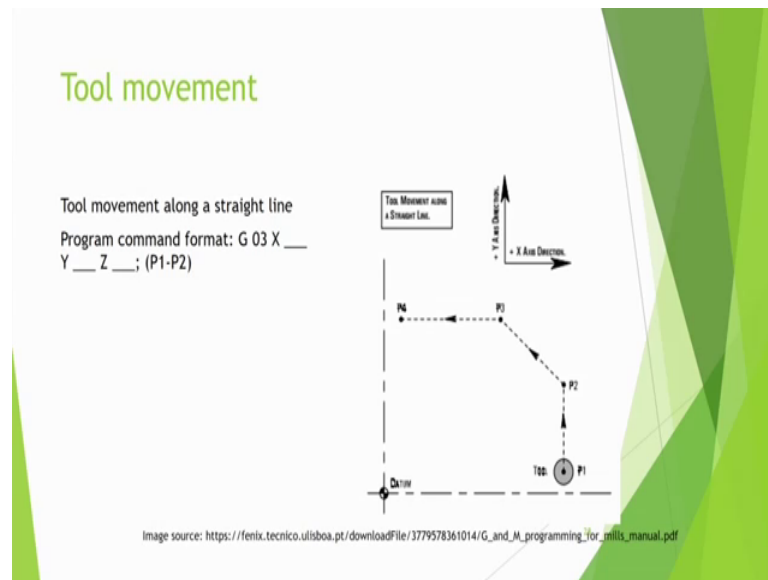 Tool movement
Tool movement along a straight line
Program command format: G 03 X ___
Y ___ Z ___; (P1-P2)
TOOL MOVEMENT ALONG
A STRAIGHT LINE.
+ Y AXIS DIRECTION.
+ X AXIS DIRECTION.
P4
P3
P2
TOOL
P1
DATUM
Image source: https://fenix.tecnico.ulisboa.pt/downloadFile/3779578361014/G_and_M_programming_for_mills_manual.pdf